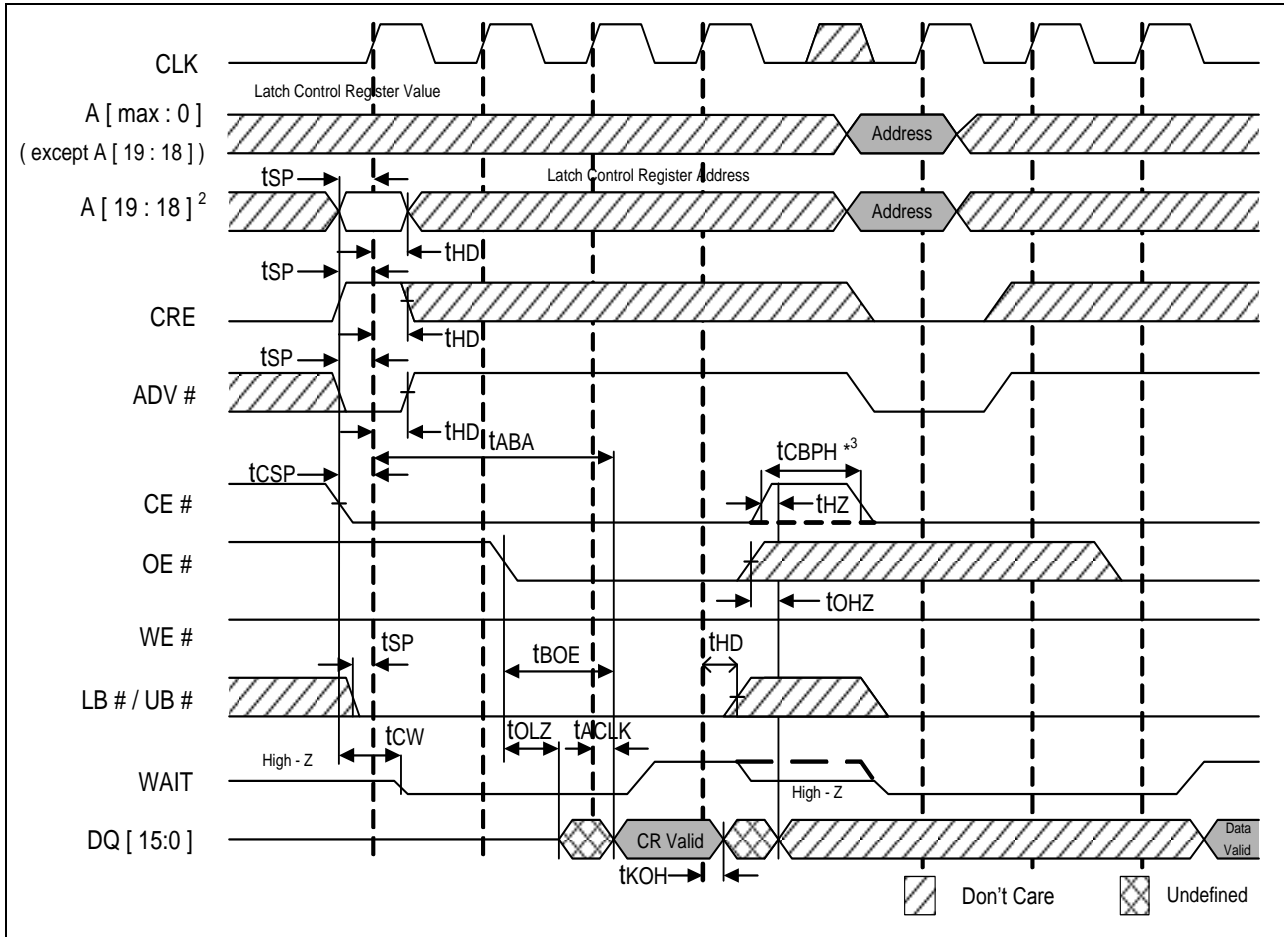 CLK
Latch Control Register Value
A [ max : 0 ]
( except A [ 19 : 18 ] )
Address
tSP
Latch Control Register Address
A [ 19 : 18 ] 2
Address
tHD
tSP
CRE
tHD
tSP
ADV #
tHD
tABA
tCSP
tCBPH *3
CE #
tHZ
OE #
tOHZ
WE #
tSP
tBOE
tHD
LB # / UB #
tCW
tOLZ
tACLK
High - Z
WAIT
High - Z
DQ [ 15:0 ]
CR Valid
Data
Valid
tKOH
Don't Care
Undefined